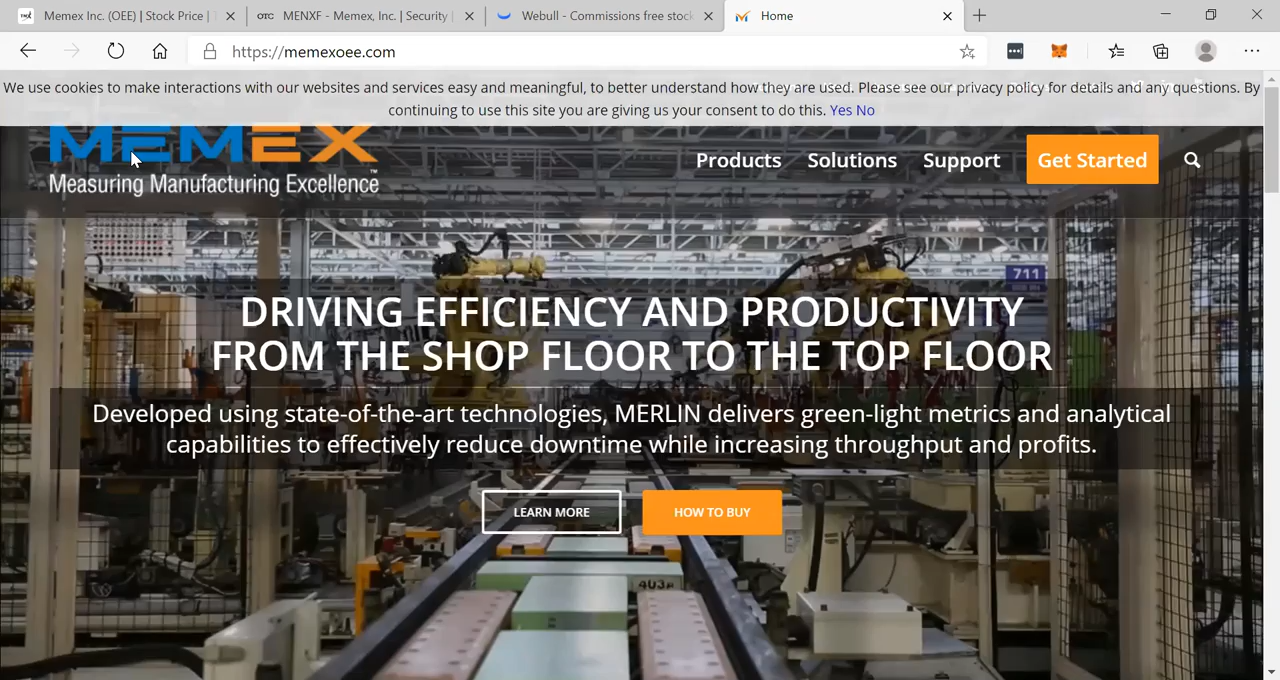 Memex Inc. (OEE) | Stock Price |
OTC MENXF - Memex, Inc. | Security |
Webull - Commissions free stock
Home
https://memexoee.com
We use cookies to make interactions with our websites and services easy and meaningful, to better understand how they are used. Please see our privacy policy for details and any questions. By
continuing to use this site you are giving us your consent to do this. Yes No
MEMEX
Measuring Manufacturing Excellence™
Products Solutions Support Get Started
711
DRIVING EFFICIENCY AND PRODUCTIVITY
FROM THE SHOP FLOOR TO THE TOP FLOOR
Developed using state-of-the-art technologies, MERLIN delivers green-light metrics and analytical
capabilities to effectively reduce downtime while increasing throughput and profits.
LEARN MORE HOW TO BUY
403A